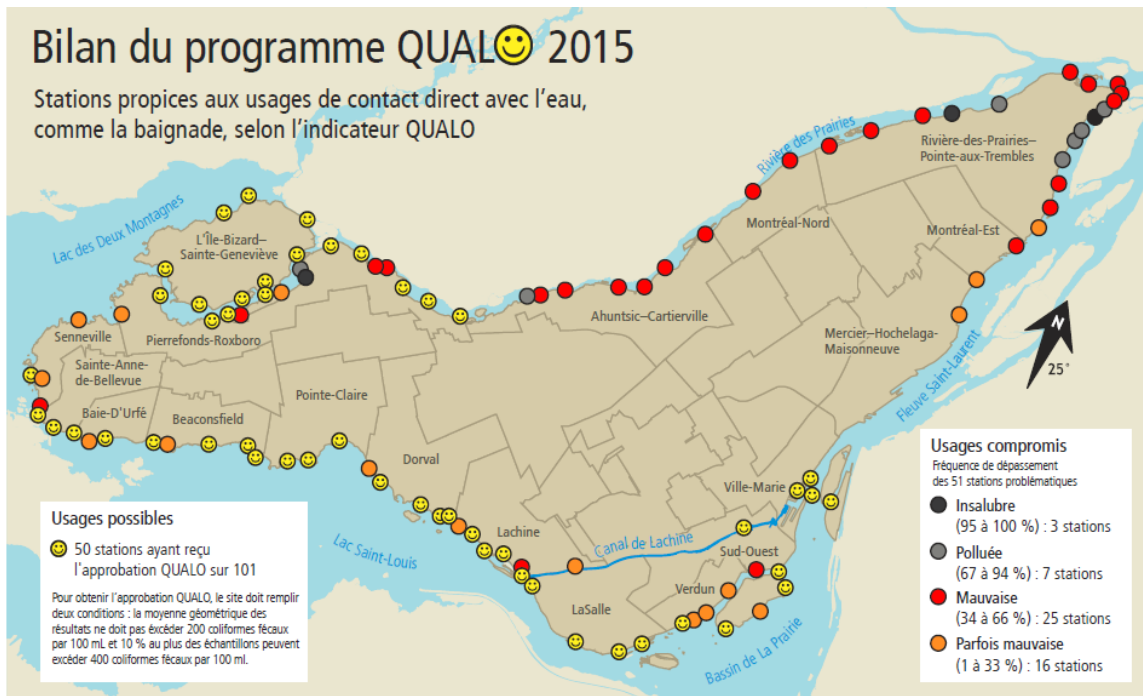 Bilan du programme QUALO 2015
Stations propices aux usages de contact direct avec l'eau,
comme la baignade, selon l'indicateur QUALO
Rivière des Prairies
Rivière-des-Prairies–
Pointe-aux-Trembles
Lac des Deux Montagnes
L'Île-Bizard–
Sainte-Geneviève
Montréal-Nord
Montréal-Est
Ahuntsic–Cartierville
Senneville
Pierrefonds-Roxboro
Mercier–Hochelaga-
Maisonneuve
Sainte-Anne-
de-Bellevue
Baie-D'Urfé
Beaconsfield
Pointe-Claire
Dorval
Fleuve Saint-Laurent
N
25°
Ville-Marie
Lachine
Canal de Lachine
Sud-Ouest
Lac Saint-Louis
Verdun
LaSalle
Bassin de La Prairie
Usages possibles
50 stations ayant reçu
l'approbation QUALO sur 101
Pour obtenir l'approbation QUALO, le site doit remplir
deux conditions : la moyenne géométrique des
résultats ne doit pas éxcéder 200 coliformes fécaux
par 100 mL et 10 % au plus des échantillons peuvent
excéder 400 coliformes fécaux par 100 ml.
Usages compromis
Fréquence de dépassement
des 51 stations problématiques
Insalubre
(95 à 100 %) : 3 stations
Polluée
(67 à 94 %) : 7 stations
Mauvaise
(34 à 66 %) : 25 stations
Parfois mauvaise
(1 à 33 %) : 16 stations